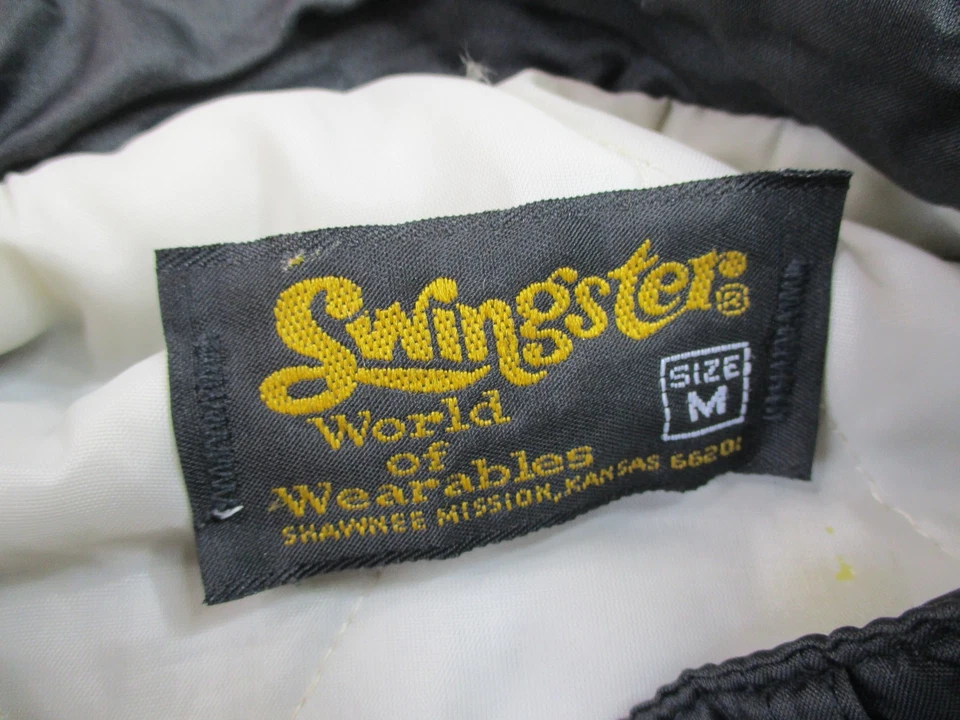 Swingster®
SIZE
M
World
of
Wearables
SHAWNEE MISSION, KANSAS 66201